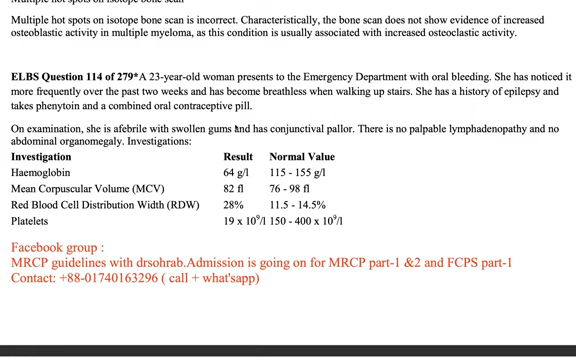 Multiple hot spots on isotope bone scan
Multiple hot spots on isotope bone scan is incorrect. Characteristically, the bone scan does not show evidence of increased
osteoblastic activity in multiple myeloma, as this condition is usually associated with increased osteoclastic activity.
ELBS Question 114 of 279*A 23-year-old woman presents to the Emergency Department with oral bleeding. She has noticed it
more frequently over the past two weeks and has become breathless when walking up stairs. She has a history of epilepsy and
takes phenytoin and a combined oral contraceptive pill.
On examination, she is afebrile with swollen gums and has conjunctival pallor. There is no palpable lymphadenopathy and no
abdominal organomegaly. Investigations:
Investigation Result Normal Value
Haemoglobin 64 g/l 115 - 155 g/l
Mean Corpuscular Volume (MCV) 82 fl 76 - 98 fl
Red Blood Cell Distribution Width (RDW) 28% 11.5 - 14.5%
Platelets 19 x 10⁹/l 150 - 400 x 10⁹/l
Facebook group :
MRCP guidelines with drsohrab.Admission is going on for MRCP part-1 &2 and FCPS part-1
Contact: +88-01740163296 ( call + what'sapp)